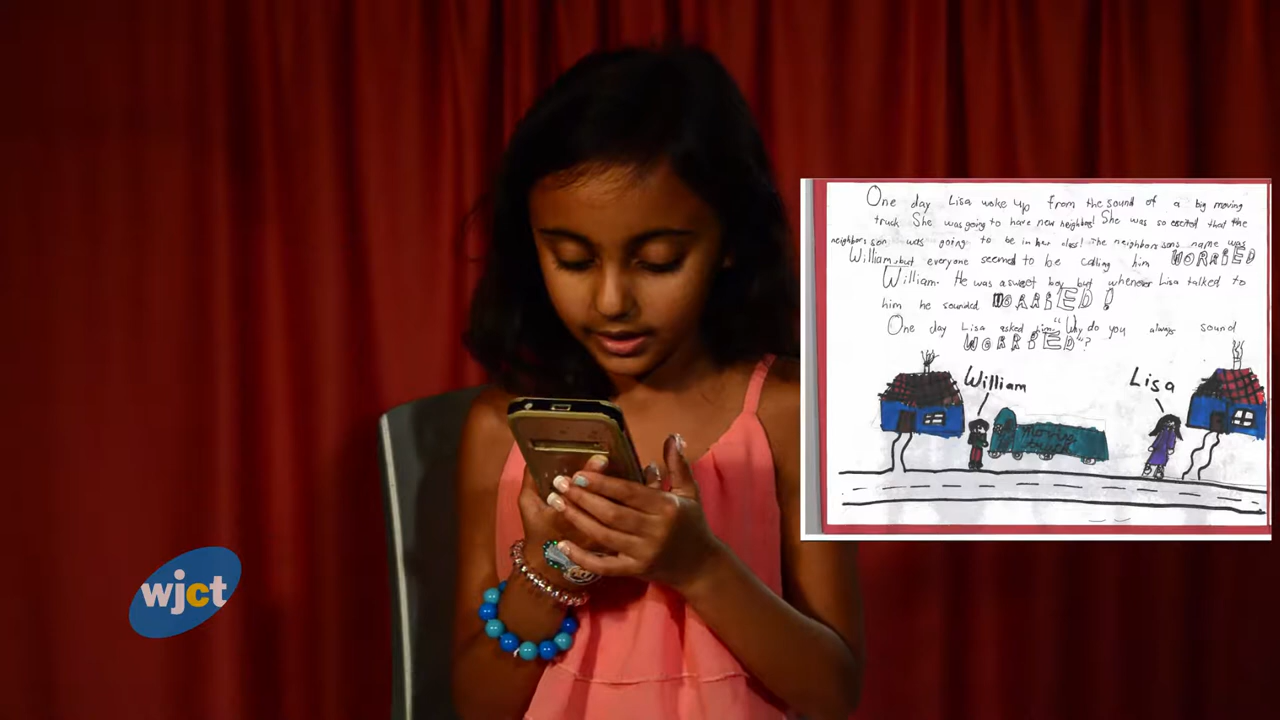 One day Lisa woke up from the sound of a big moving
truck She was going to have new neighbors! She was so excited that the
neighbors son was going to be in her class! The neighbors sons name was
William, but everyone seemed to be calling him WORRIED
William. He was a sweet boy but whenever Lisa talked to
him he sounded WORRIED!
One day Lisa asked him "Why do you always sound
WORRIED"?
William
Lisa
moving
truck
wjct